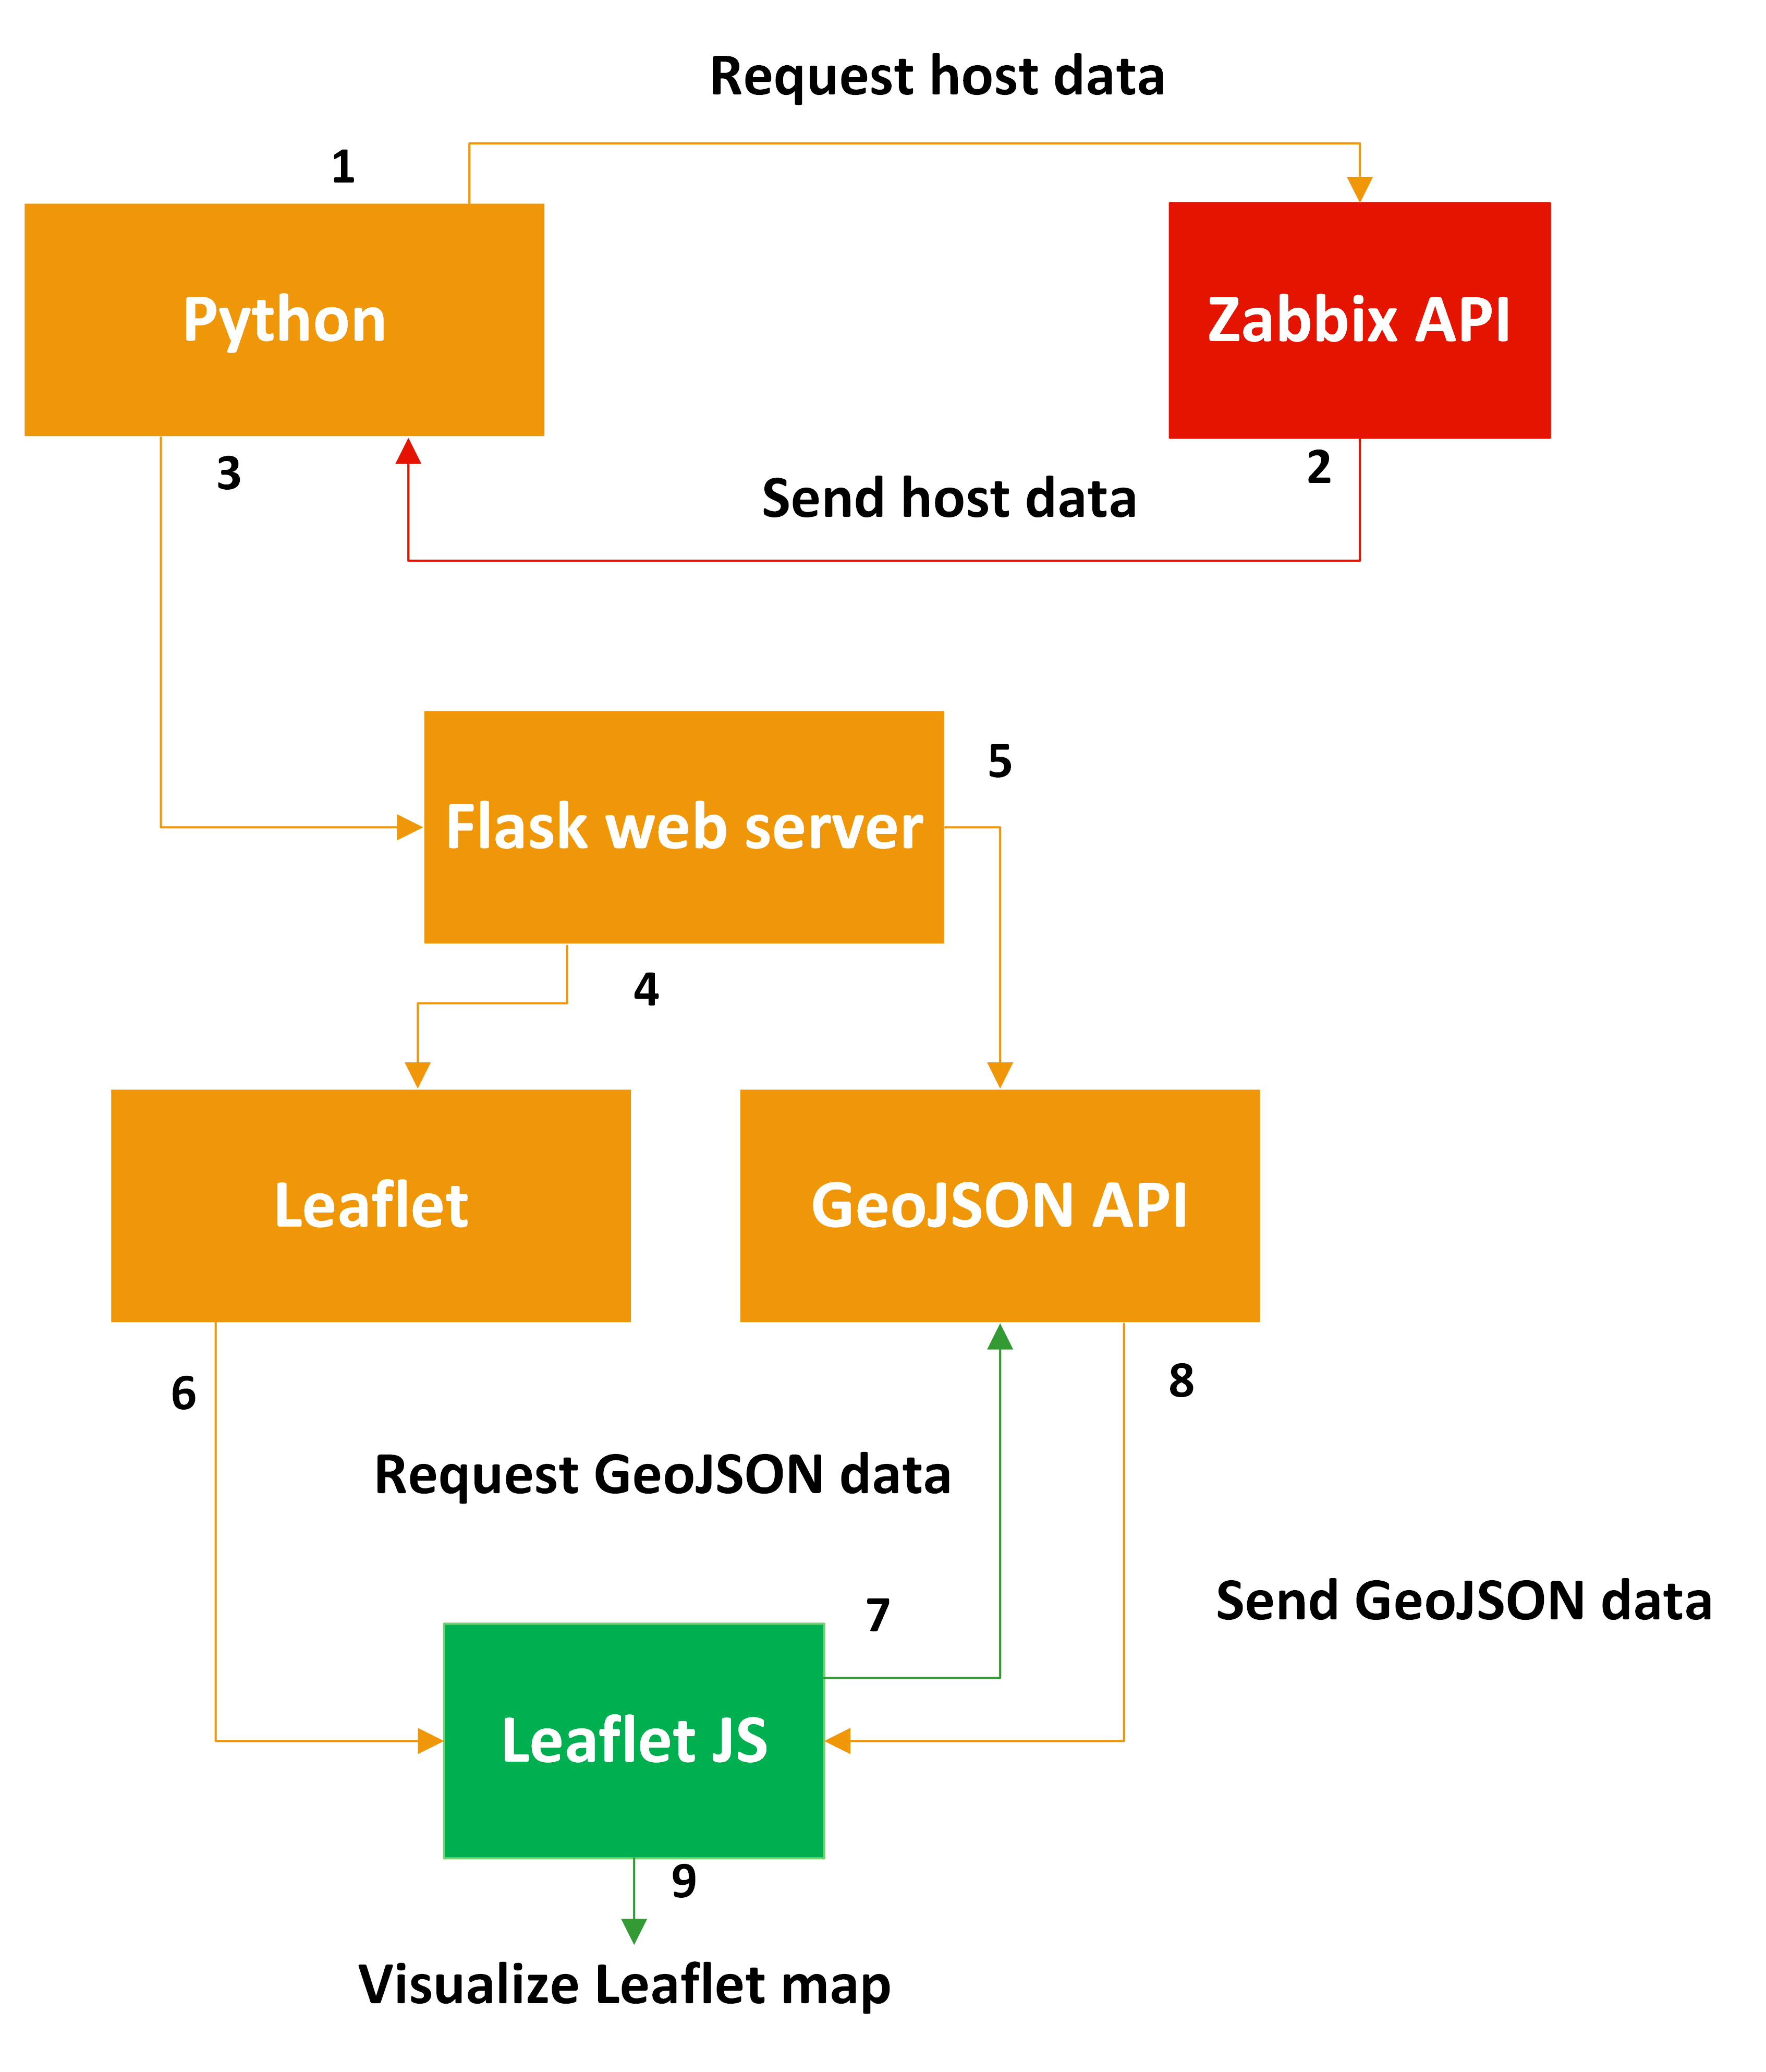 Request host data
1
Python
Zabbix API
3
2
Send host data
5
Flask web server
4
Leaflet
GeoJSON API
6
8
Request GeoJSON data
Send GeoJSON data
7
Leaflet JS
9
Visualize Leaflet map